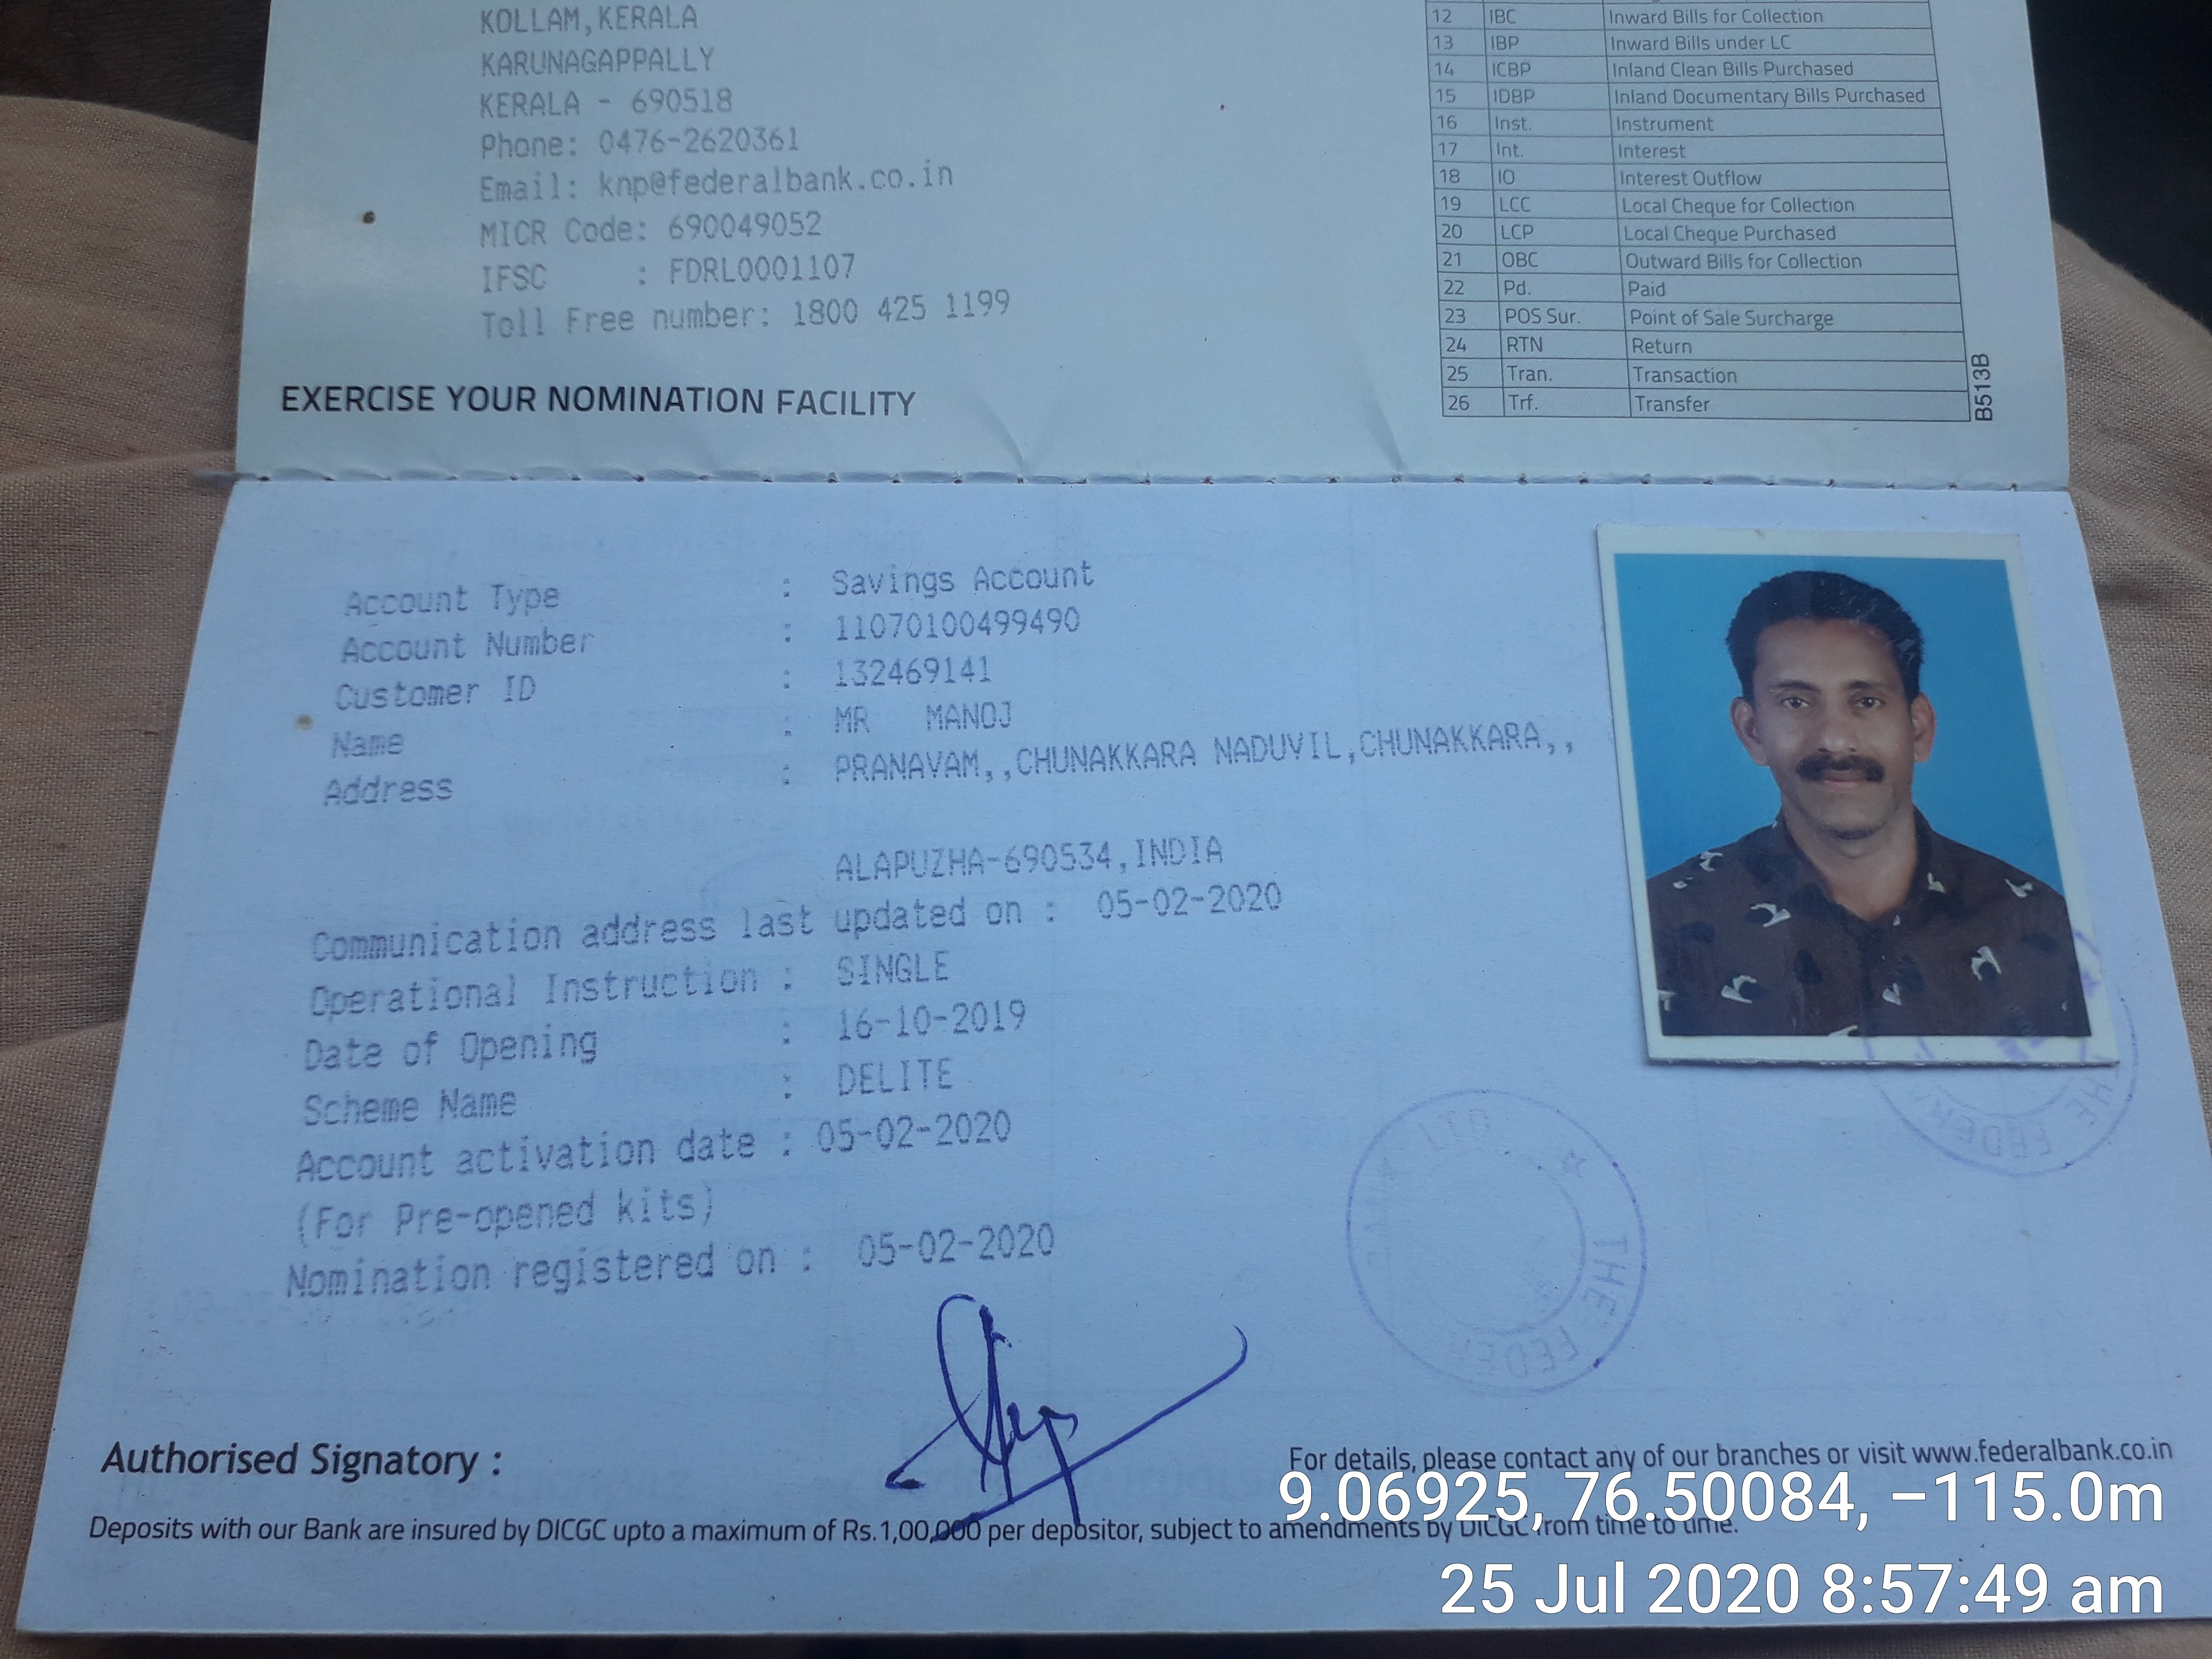 KOLLAM,KERALA
KARUNAGAPPALLY
KERALA - 690518
Phone: 0476-2620361
Email: knp@federalbank.co.in
MICR Code: 690049052
IFSC : FDRL0001107
Toll Free number: 1800 425 1199
EXERCISE YOUR NOMINATION FACILITY
12 IBC Inward Bills for Collection
13 IBP Inward Bills under LC
14 ICBP Inland Clean Bills Purchased
15 IDBP Inland Documentary Bills Purchased
16 Inst. Instrument
17 Int. Interest
18 IO Interest Outflow
19 LCC Local Cheque for Collection
20 LCP Local Cheque Purchased
21 OBC Outward Bills for Collection
22 Pd. Paid
23 POS Sur. Point of Sale Surcharge
24 RTN Return
25 Tran. Transaction
26 Trf. Transfer
B513B
Account Type : Savings Account
Account Number : 11070100499490
Customer ID : 132469141
Name : MR MANOJ
Address : PRANAVAM,,CHUNAKKARA NADUVIL,CHUNAKKARA,,
ALAPUZHA-690534,INDIA
Communication address last updated on : 05-02-2020
Operational Instruction : SINGLE
Date of Opening : 16-10-2019
Scheme Name : DELITE
Account activation date : 05-02-2020
(For Pre-opened kits)
Nomination registered on : 05-02-2020
THE FEDER
LTD
THE FEDER
Authorised Signatory :
For details, please contact any of our branches or visit www.federalbank.co.in
Deposits with our Bank are insured by DICGC upto a maximum of Rs.1,00,000 per depositor, subject to amendments by DICGC from time to time.
9.06925, 76.50084, −115.0m
25 Jul 2020 8:57:49 am